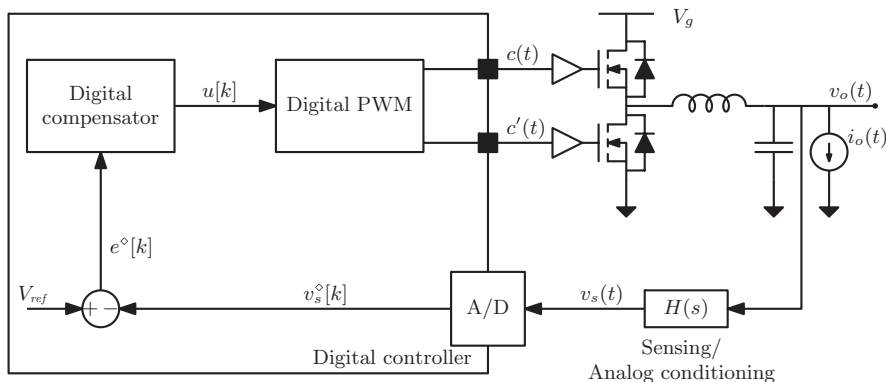 V_g
c(t)
Digital
compensator
u[k]
Digital PWM
v_o(t)
c′(t)
i_o(t)
e^⋄[k]
V_ref
+ −
v_s^⋄[k]
A/D
v_s(t)
H(s)
Digital controller
Sensing/
Analog conditioning